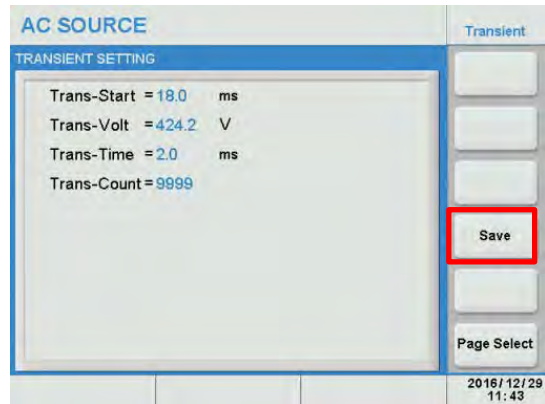 AC SOURCE
Transient
TRANSIENT SETTING
Trans-Start = 18.0 ms
Trans-Volt = 424.2 V
Trans-Time = 2.0 ms
Trans-Count = 9999
Save
Page Select
2016/12/29
11:43